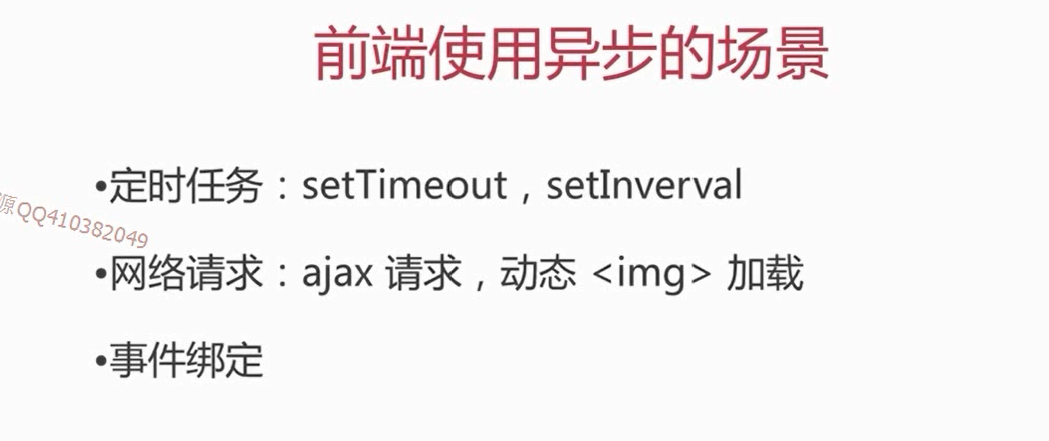 前端使用异步的场景
•定时任务：setTimeout，setInverval
源QQ410382049
•网络请求：ajax 请求，动态 <img> 加载
•事件绑定